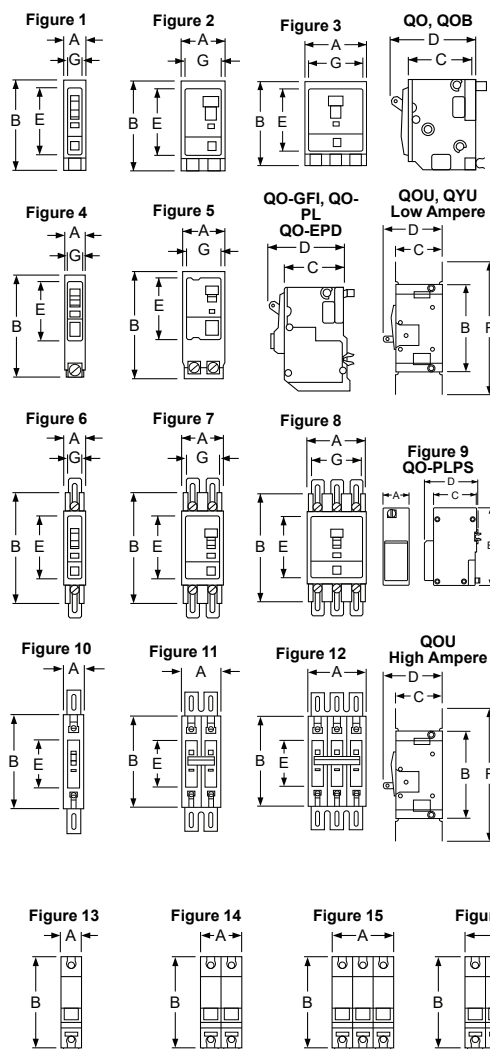 Figure 1
A
G
B
E
Figure 2
A
G
B
E
Figure 3
A
G
B
E
QO, QOB
D
C
Figure 4
A
G
B
E
Figure 5
A
G
B
E
QO-GFI, QO-
PL
QO-EPD
D
C
QOU, QYU
Low Ampere
D
C
B
F
Figure 6
A
G
B
E
Figure 7
A
G
B
E
Figure 8
A
G
B
E
Figure 9
QO-PLPS
A
D
C
Figure 10
A
B
E
Figure 11
A
B
E
Figure 12
A
B
E
QOU
High Ampere
D
C
B
F
Figure 13
A
B
Figure 14
A
B
Figure 15
A
B
B